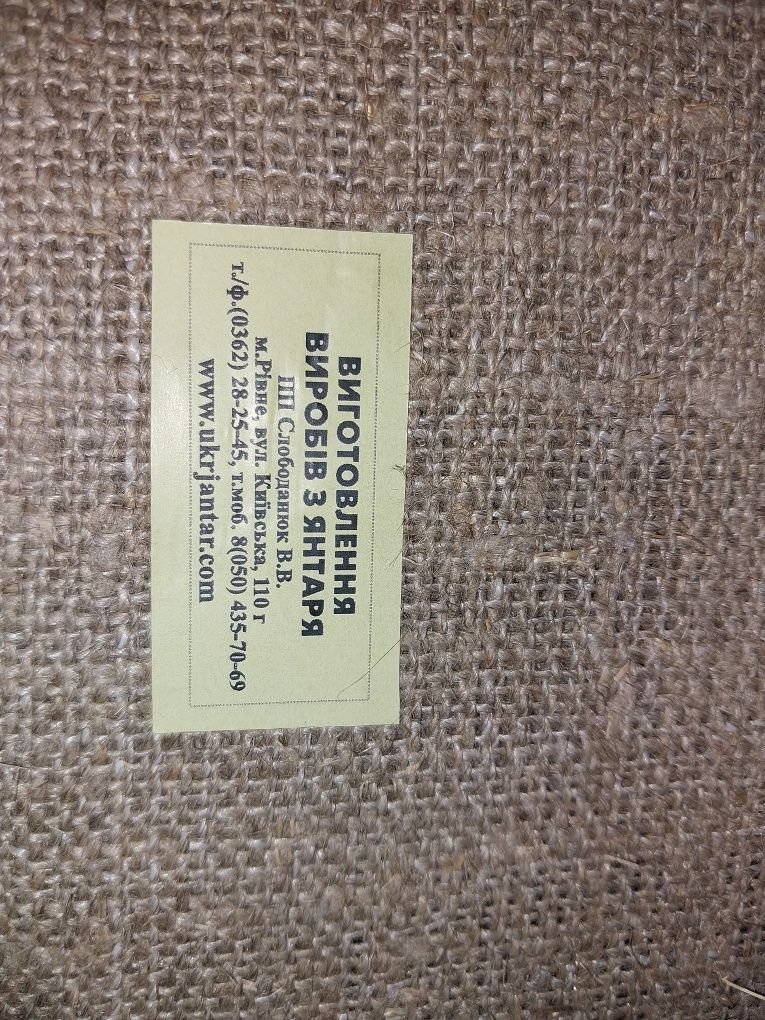 ВИГОТОВЛЕННЯ
ВИРОБІВ З ЯНТАРЯ
ПП Слободанюк В.В.
м.Рівне, вул. Київська, 110 г
т./ф.(0362) 28-25-45, т.моб. 8(050) 435-70-69
www.ukrjantar.com